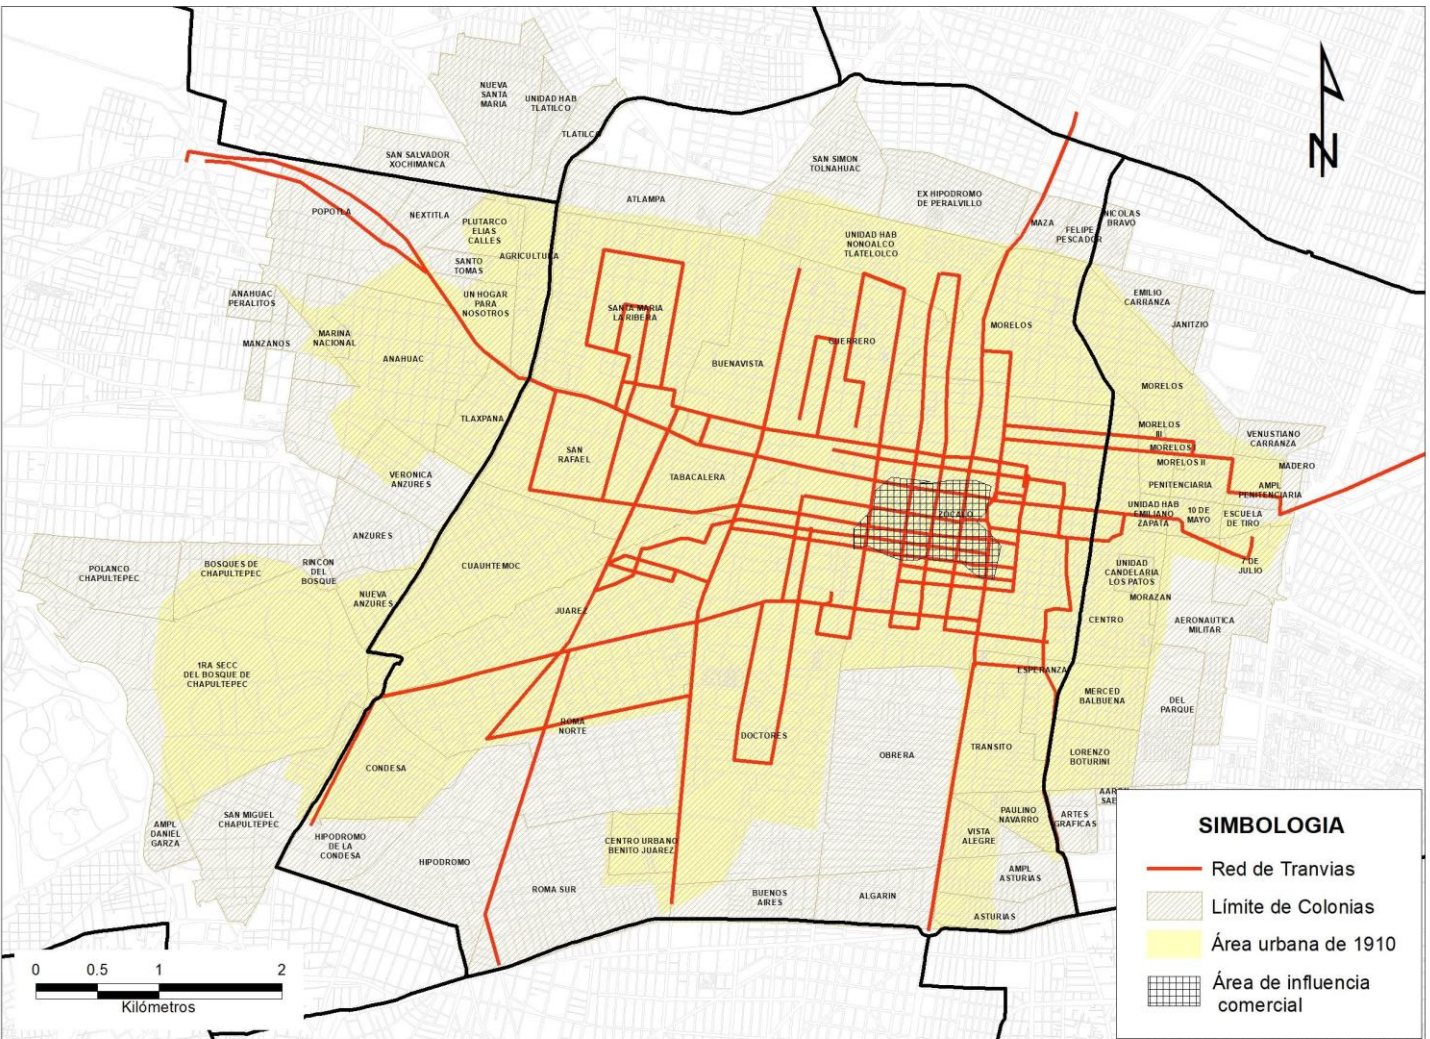 NUEVA
SANTA
MARIA
UNIDAD HAB
TLATILCO
TLATILCO
SAN SALVADOR
XOCHIMANCA
SAN SIMON
TOLNAHUAC
N
ATLAMPA
EX HIPODROMO
DE PERALVILLO
POPOTLA
NEXTITLA
PLUTARCO
ELIAS
CALLES
MAZA
FELIPE
PESCADOR
NICOLAS
BRAVO
UNIDAD HAB
NONOALCO
TLATELOLCO
AGRICULTURA
SANTO
TOMAS
ANAHUAC
PERALITOS
UN HOGAR
PARA
NOSOTROS
EMILIO
CARRANZA
SANTA MARIA
LA RIBERA
JANITZIO
MORELOS
MARINA
NACIONAL
MANZANOS
GUERRERO
ANAHUAC
BUENAVISTA
MORELOS
TLAXPANA
MORELOS
III
VENUSTIANO
CARRANZA
MORELOS
SAN
RAFAEL
MORELOS II
MADERO
VERONICA
ANZURES
TABACALERA
PENITENCIARIA
AMPL
PENITENCIARIA
UNIDAD HAB
EMILIANO
ZAPATA
10 DE
MAYO
ESCUELA
DE TIRO
ZOCALO
ANZURES
POLANCO
CHAPULTEPEC
BOSQUES DE
CHAPULTEPEC
RINCON
DEL
BOSQUE
CUAUHTEMOC
UNIDAD
CANDELARIA
LOS PATOS
7 DE
JULIO
NUEVA
ANZURES
MORAZAN
JUAREZ
CENTRO
AERONAUTICA
MILITAR
1RA SECC
DEL BOSQUE DE
CHAPULTEPEC
ESPERANZA
MERCED
BALBUENA
DEL
PARQUE
ROMA
NORTE
DOCTORES
TRANSITO
OBRERA
LORENZO
BOTURINI
CONDESA
SAN MIGUEL
CHAPULTEPEC
AMPL
DANIEL
GARZA
HIPODROMO
DE LA
CONDESA
HIPODROMO
CENTRO URBANO
BENITO JUAREZ
PAULINO
NAVARRO
VISTA
ALEGRE
ARTES
GRAFICAS
ROMA SUR
BUENOS
AIRES
ALGARIN
AMPL
ASTURIAS
ASTURIAS
SIMBOLOGIA
Red de Tranvias
Límite de Colonias
Área urbana de 1910
Área de influencia
comercial
0 0.5 1 2
Kilómetros